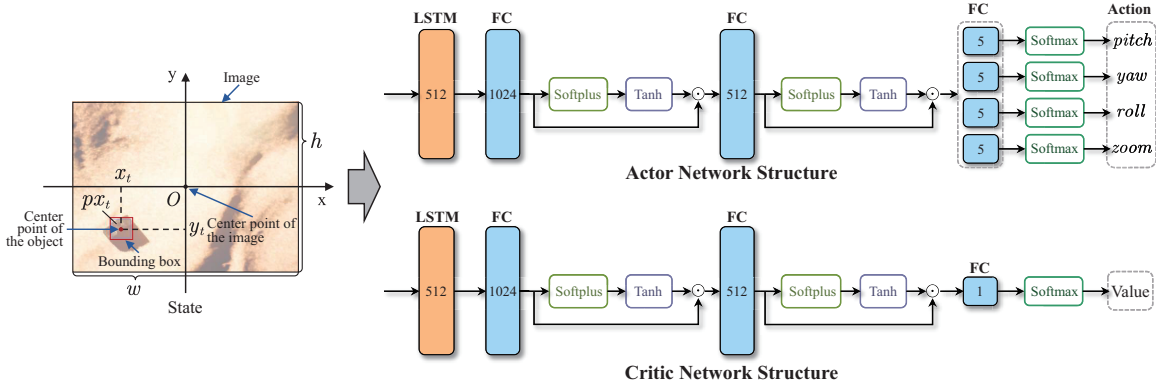 y
Image
h
x_t
O
x
px_t
Center
point of
the object
y_t
Center point of
the image
Bounding box
w
State
LSTM
FC
FC
FC
Action
512
1024
Softplus
Tanh
512
Softplus
Tanh
5
Softmax
pitch
5
Softmax
yaw
5
Softmax
roll
5
Softmax
zoom
Actor Network Structure
LSTM
FC
FC
FC
512
1024
Softplus
Tanh
512
Softplus
Tanh
1
Softmax
Value
Critic Network Structure